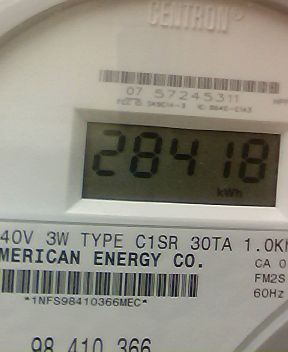 CENTRON®
07 57245311
28418
kWh
40V 3W TYPE C1SR 30TA 1.0K
MERICAN ENERGY CO.
CA 0
FM2S
*1NFS98410366MEC*
60Hz
98 410 366